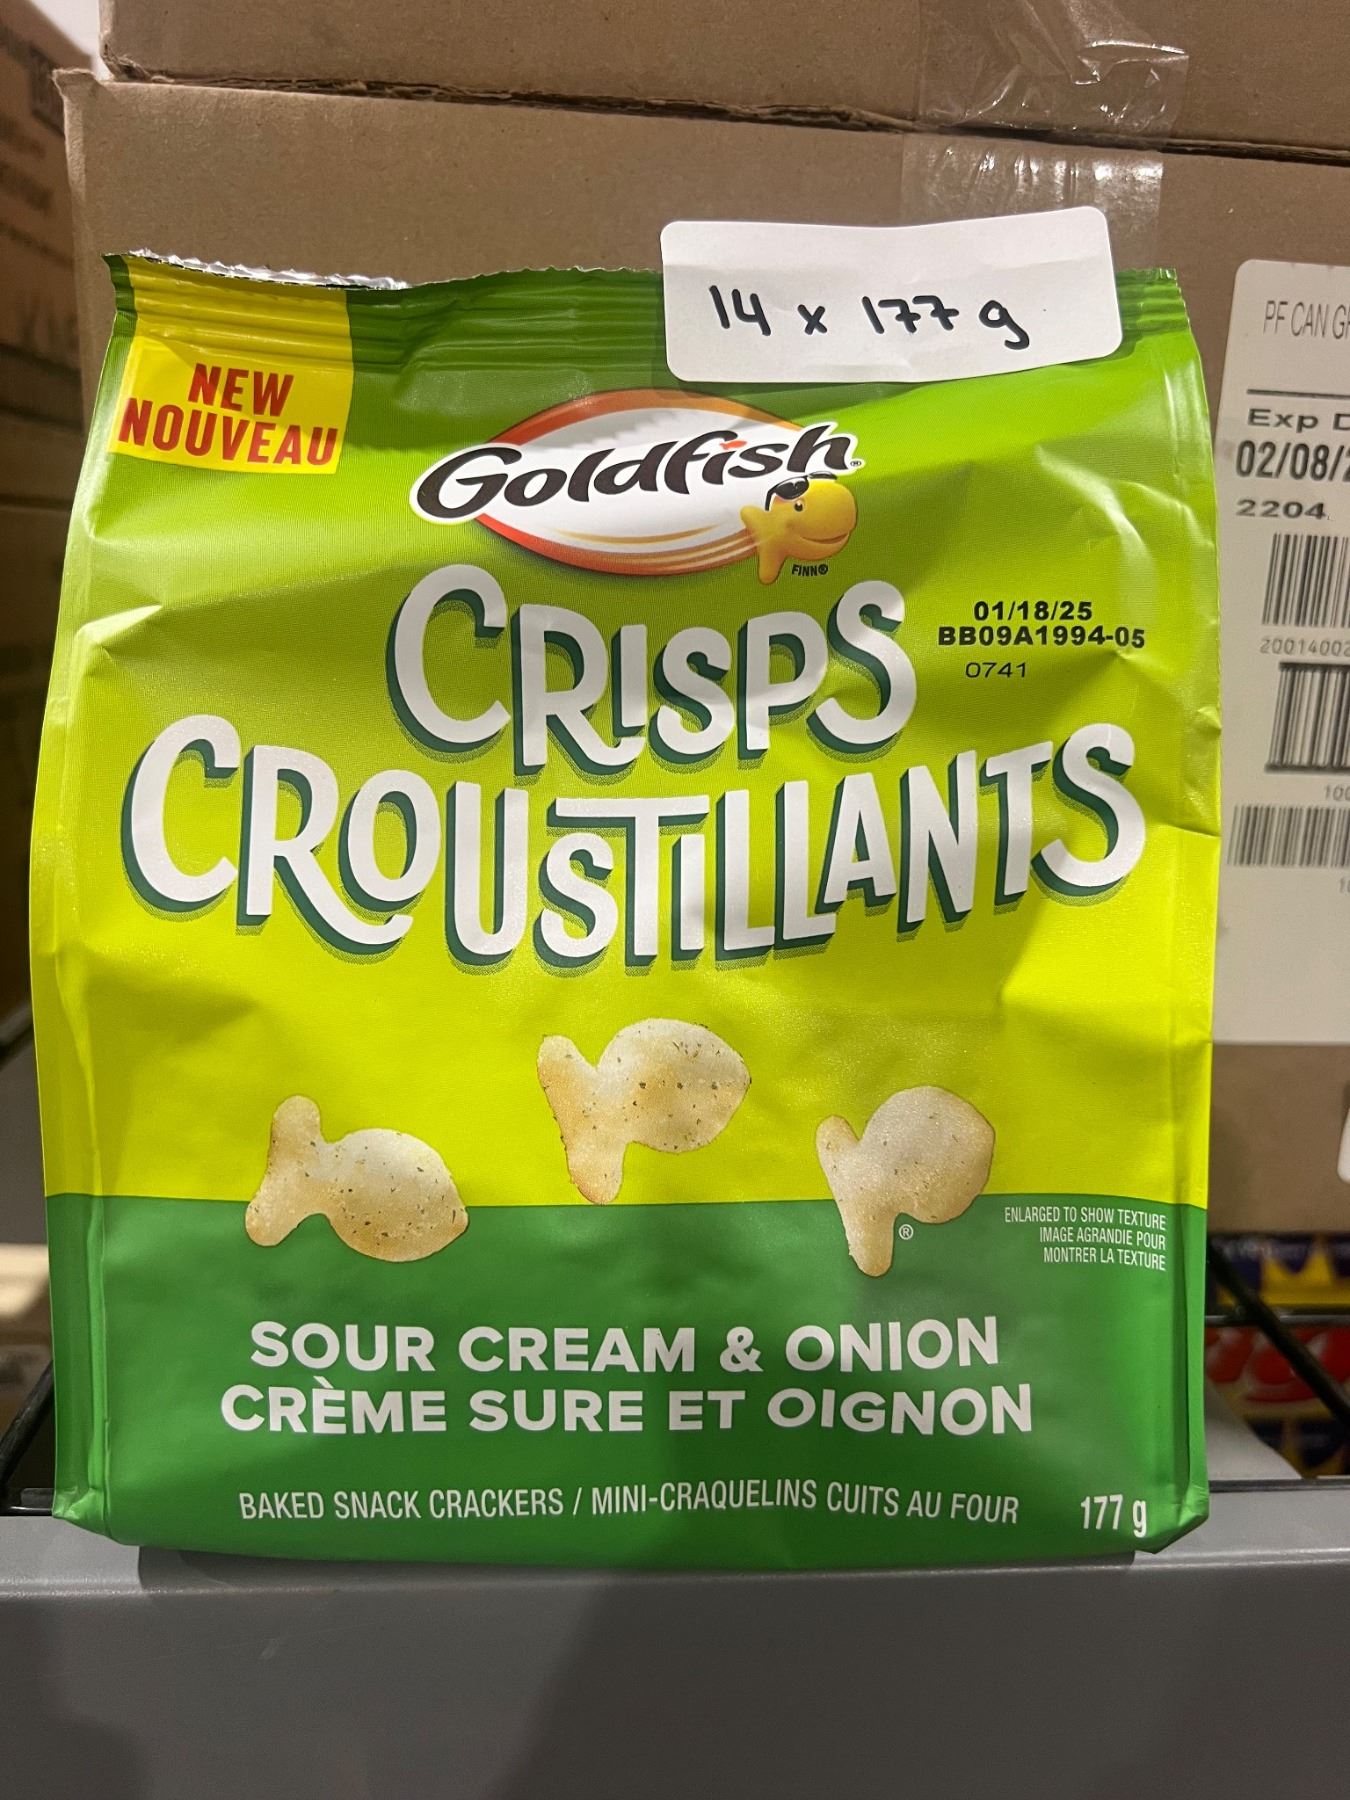 14 x 177 g
NEW
NOUVEAU
Goldfish®
FINN®
CRISPS
CROUSTILLANTS
01/18/25
BB09A1994-05
0741
®
ENLARGED TO SHOW TEXTURE
IMAGE AGRANDIE POUR
MONTRER LA TEXTURE
SOUR CREAM & ONION
CRÈME SURE ET OIGNON
BAKED SNACK CRACKERS / MINI-CRAQUELINS CUITS AU FOUR
177 g
PF CAN
Exp
02/08/
2204